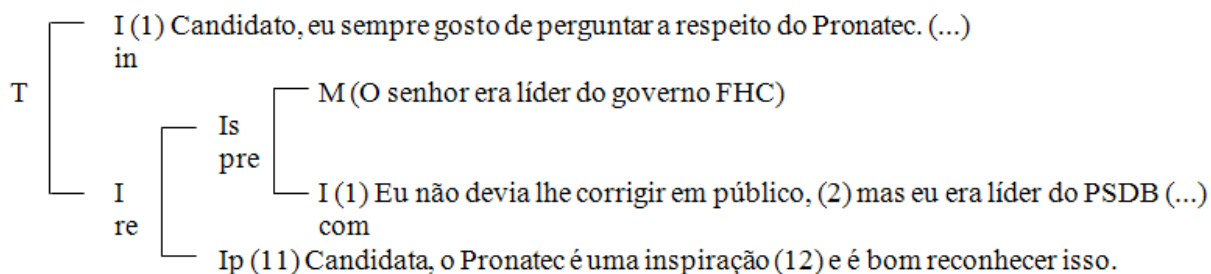 I (1) Candidato, eu sempre gosto de perguntar a respeito do Pronatec. (...)
in
T
M (O senhor era líder do governo FHC)
Is
pre
I
re
I (1) Eu não devia lhe corrigir em público, (2) mas eu era líder do PSDB (...)
com
Ip (11) Candidata, o Pronatec é uma inspiração (12) e é bom reconhecer isso.